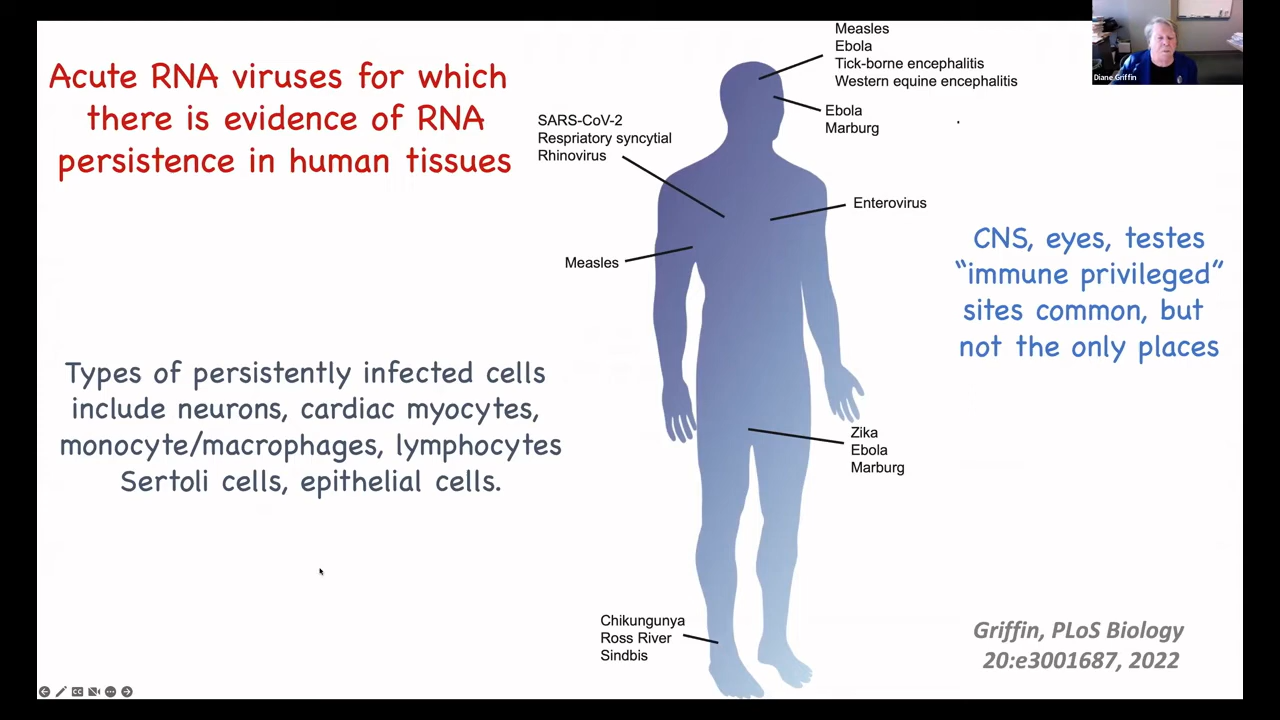 Acute RNA viruses for which
there is evidence of RNA
persistence in human tissues
Measles
Ebola
Tick-borne encephalitis
Western equine encephalitis
Ebola
Marburg
SARS-CoV-2
Respriatory syncytial
Rhinovirus
Enterovirus
Measles
CNS, eyes, testes
“immune privileged”
sites common, but
not the only places
Types of persistently infected cells
include neurons, cardiac myocytes,
monocyte/macrophages, lymphocytes
Sertoli cells, epithelial cells.
Zika
Ebola
Marburg
Chikungunya
Ross River
Sindbis
Griffin, PLoS Biology
20:e3001687, 2022
Diane Griffin
CC